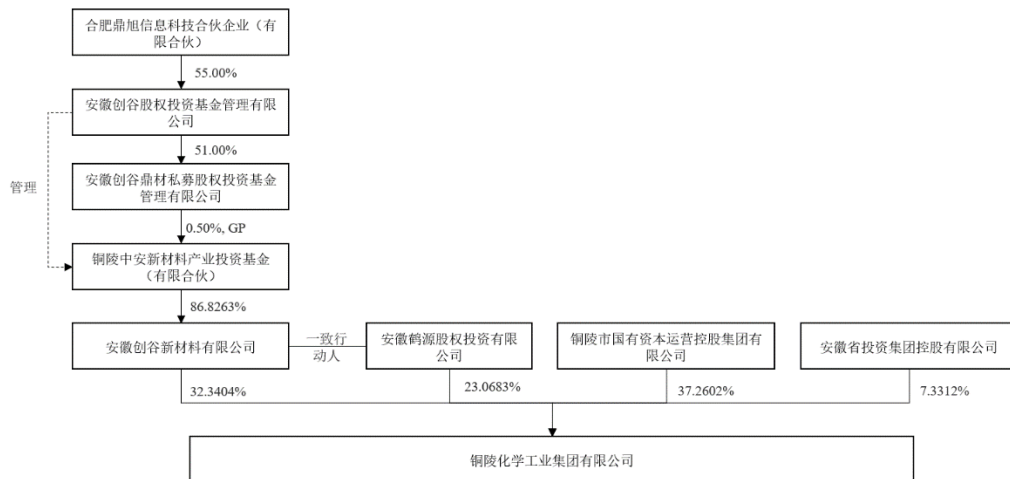 合肥鼎旭信息科技合伙企业（有
限合伙）
55.00%
安徽创谷股权投资基金管理有限
公司
51.00%
管理
安徽创谷鼎材私募股权投资基金
管理有限公司
0.50%, GP
铜陵中安新材料产业投资基金
（有限合伙）
86.8263%
安徽创谷新材料有限公司
一致行
动人
安徽鹤源股权投资有限
公司
铜陵市国有资本运营控股集团有
限公司
安徽省投资集团控股有限公司
32.3404%
23.0683%
37.2602%
7.3312%
铜陵化学工业集团有限公司